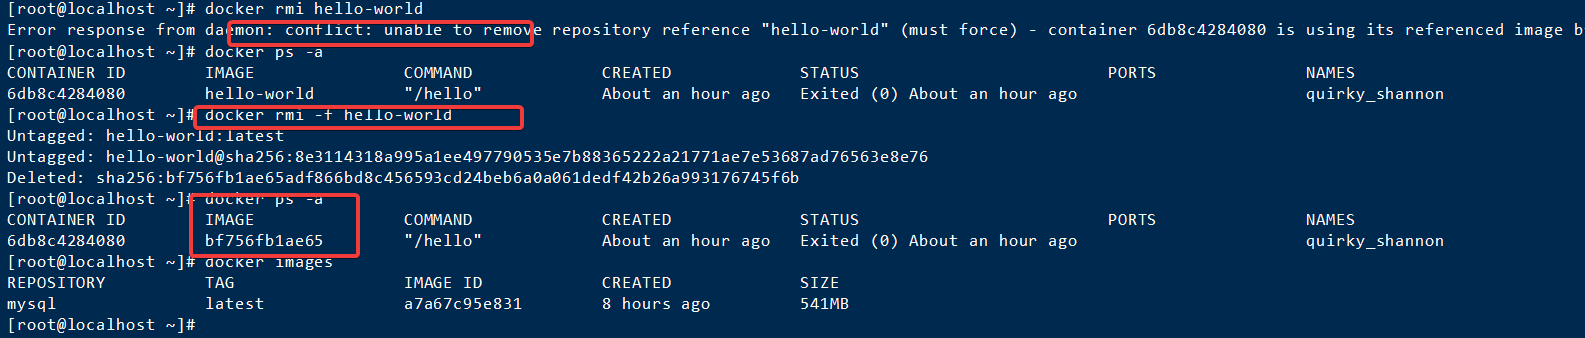 [root@localhost ~]# docker rmi hello-world
Error response from daemon: conflict: unable to remove repository reference "hello-world" (must force) - container 6db8c4284080 is using its referenced image b
[root@localhost ~]# docker ps -a
CONTAINER ID IMAGE COMMAND CREATED STATUS PORTS NAMES
6db8c4284080 hello-world "/hello" About an hour ago Exited (0) About an hour ago quirky_shannon
[root@localhost ~]# docker rmi -f hello-world
Untagged: hello-world:latest
Untagged: hello-world@sha256:8e3114318a995a1ee497790535e7b88365222a21771ae7e53687ad76563e8e76
Deleted: sha256:bf756fb1ae65adf866bd8c456593cd24beb6a0a061dedf42b26a993176745f6b
[root@localhost ~]# docker ps -a
CONTAINER ID IMAGE COMMAND CREATED STATUS PORTS NAMES
6db8c4284080 bf756fb1ae65 "/hello" About an hour ago Exited (0) About an hour ago quirky_shannon
[root@localhost ~]# docker images
REPOSITORY TAG IMAGE ID CREATED SIZE
mysql latest a7a67c95e831 8 hours ago 541MB
[root@localhost ~]#